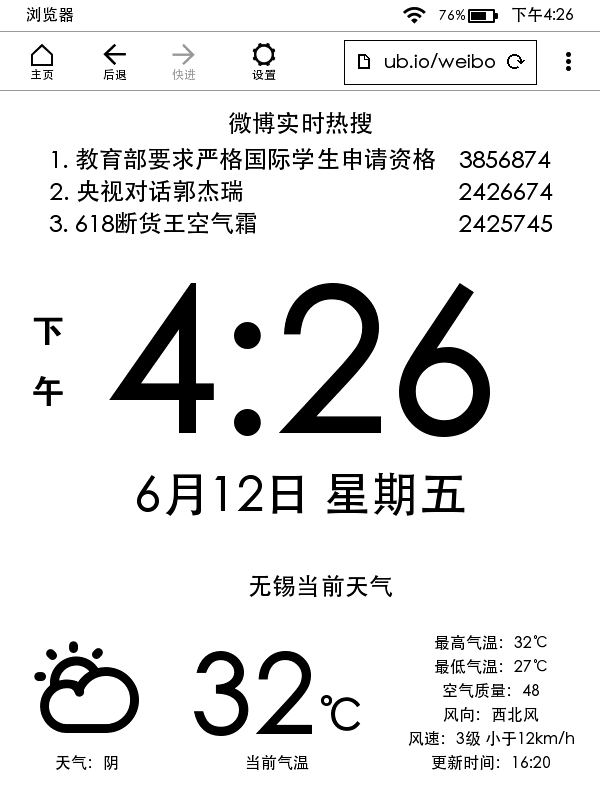 浏览器 76% 下午4:26
主页 后退 快进 设置 ub.io/weibo
微博实时热搜
1. 教育部要求严格国际学生申请资格 3856874
2. 央视对话郭杰瑞 2426674
3. 618断货王空气霜 2425745
下午 4:26
6月12日 星期五
无锡当前天气
32℃
最高气温：32℃
最低气温：27℃
空气质量：48
风向：西北风
风速：3级 小于12km/h
天气：阴 当前气温 更新时间：16:20